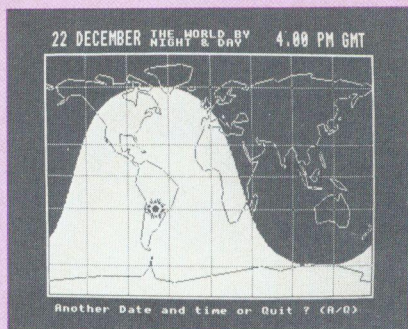 22 DECEMBER THE WORLD BY NIGHT & DAY 4.00 PM GMT
Another Date and time or Quit ? (A/Q)